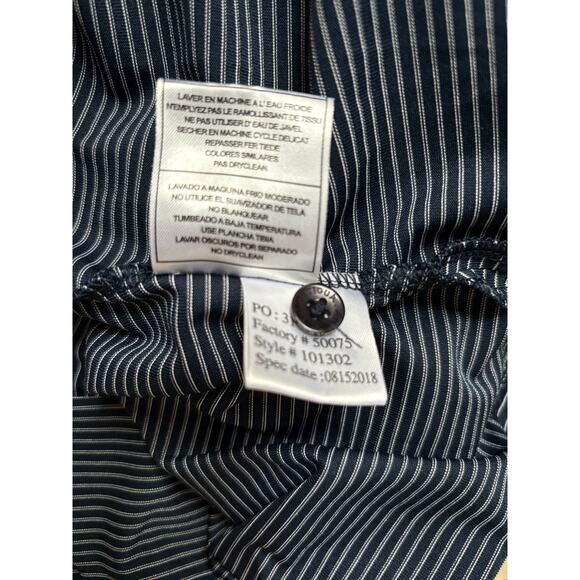 LAVER EN MACHINE A L'EAU FROIDE
N'EMPLYEZ PAS LE RAMOLLISSANT DE TISSU
NE PAS UTILISER D'EAU DE JAVEL
SECHER EN MACHINE CYCLE DELICAT
REPASSER FER TIEDE
COLORES SIMILARES
PAS DRYCLEAN
LAVADO A MAQUINA FRIO MODERADO
NO UTILICE EL SUAVIZADOR DE TELA
NO BLANQUEAR
TUMBEADO A BAJA TEMPERATURA
USE PLANCHA TIBIA
LAVAR OSCUROS POR SEPARADO
NO DRYCLEAN
PO : 3
Factory # 50075
Style # 101302
Spec date :08152018